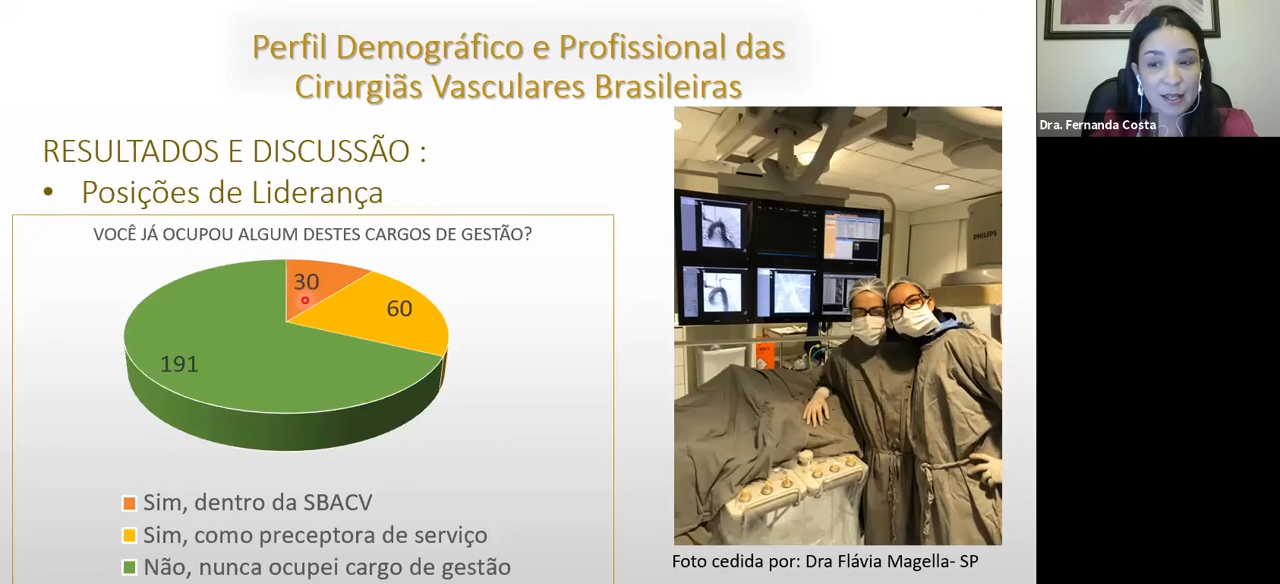 Perfil Demográfico e Profissional das
Cirurgiãs Vasculares Brasileiras
RESULTADOS E DISCUSSÃO :
• Posições de Liderança
VOCÊ JÁ OCUPOU ALGUM DESTES CARGOS DE GESTÃO?
30
60
191
Sim, dentro da SBACV
Sim, como preceptora de serviço
Não, nunca ocupei cargo de gestão
PHILIPS
Foto cedida por: Dra Flávia Magella- SP
Dra. Fernanda Costa